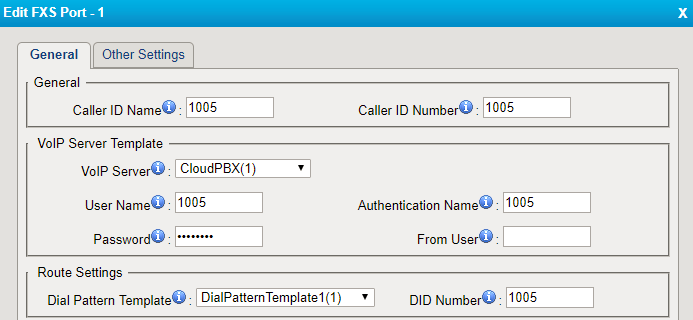 Edit FXS Port - 1 X
General Other Settings
General
Caller ID Name : 1005 Caller ID Number : 1005
VoIP Server Template
VoIP Server : CloudPBX(1)
User Name : 1005 Authentication Name : 1005
Password : •••••••• From User :
Route Settings
Dial Pattern Template : DialPatternTemplate1(1) DID Number : 1005